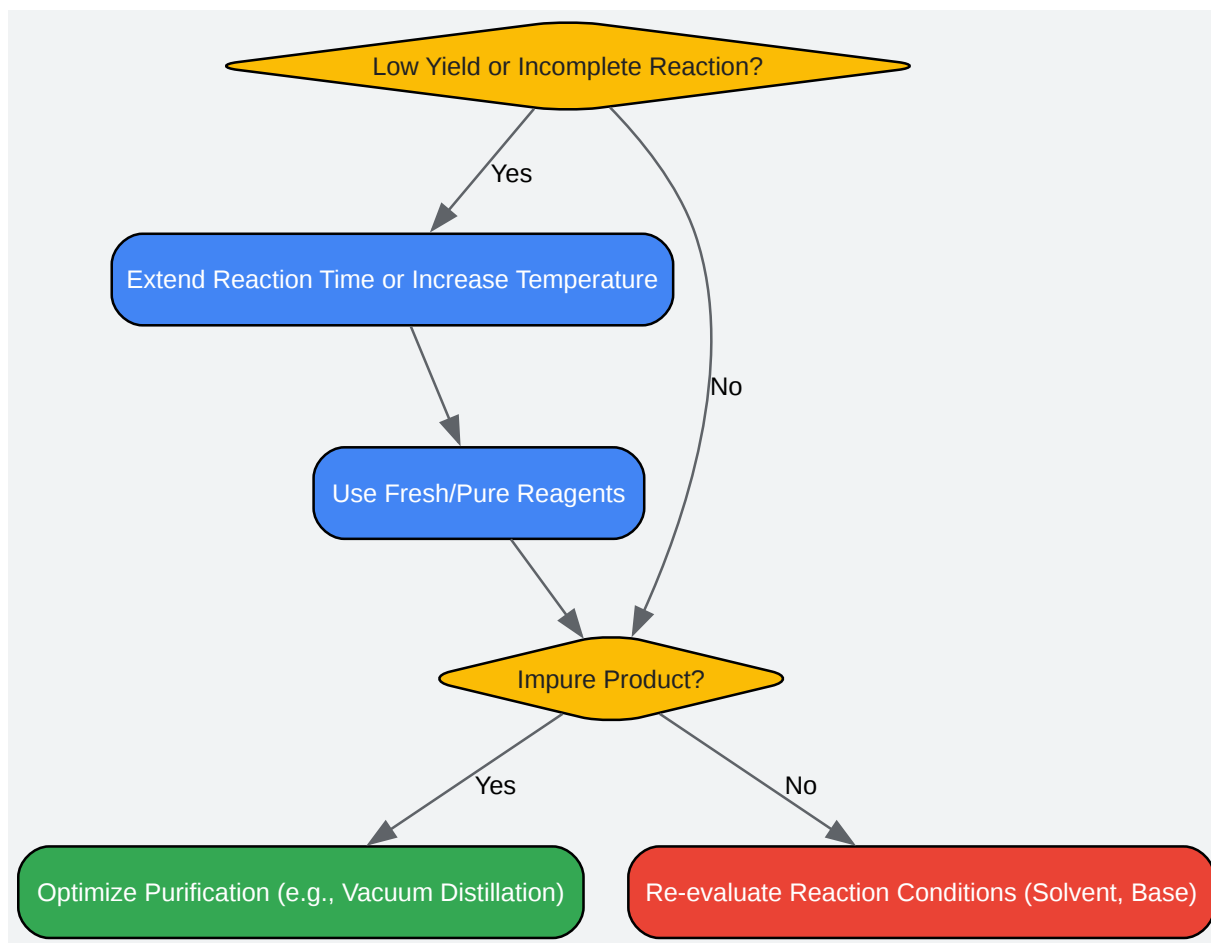 Low Yield or Incomplete Reaction?
Yes
Extend Reaction Time or Increase Temperature
No
Use Fresh/Pure Reagents
Impure Product?
Yes
No
Optimize Purification (e.g., Vacuum Distillation)
Re-evaluate Reaction Conditions (Solvent, Base)